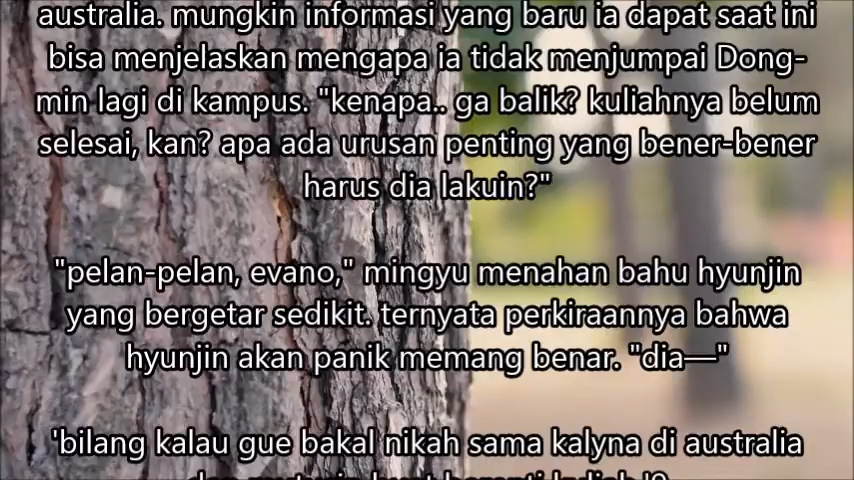 australia. mungkin informasi yang baru ia dapat saat ini
bisa menjelaskan mengapa ia tidak menjumpai Dong-
min lagi di kampus. "kenapa.. ga balik? kuliahnya belum
selesai, kan? apa ada urusan penting yang bener-bener
harus dia lakuin?"
"pelan-pelan, evano," mingyu menahan bahu hyunjin
yang bergetar sedikit. ternyata perkiraannya bahwa
hyunjin akan panik memang benar. "dia—"
'bilang kalau gue bakal nikah sama kalyna di australia